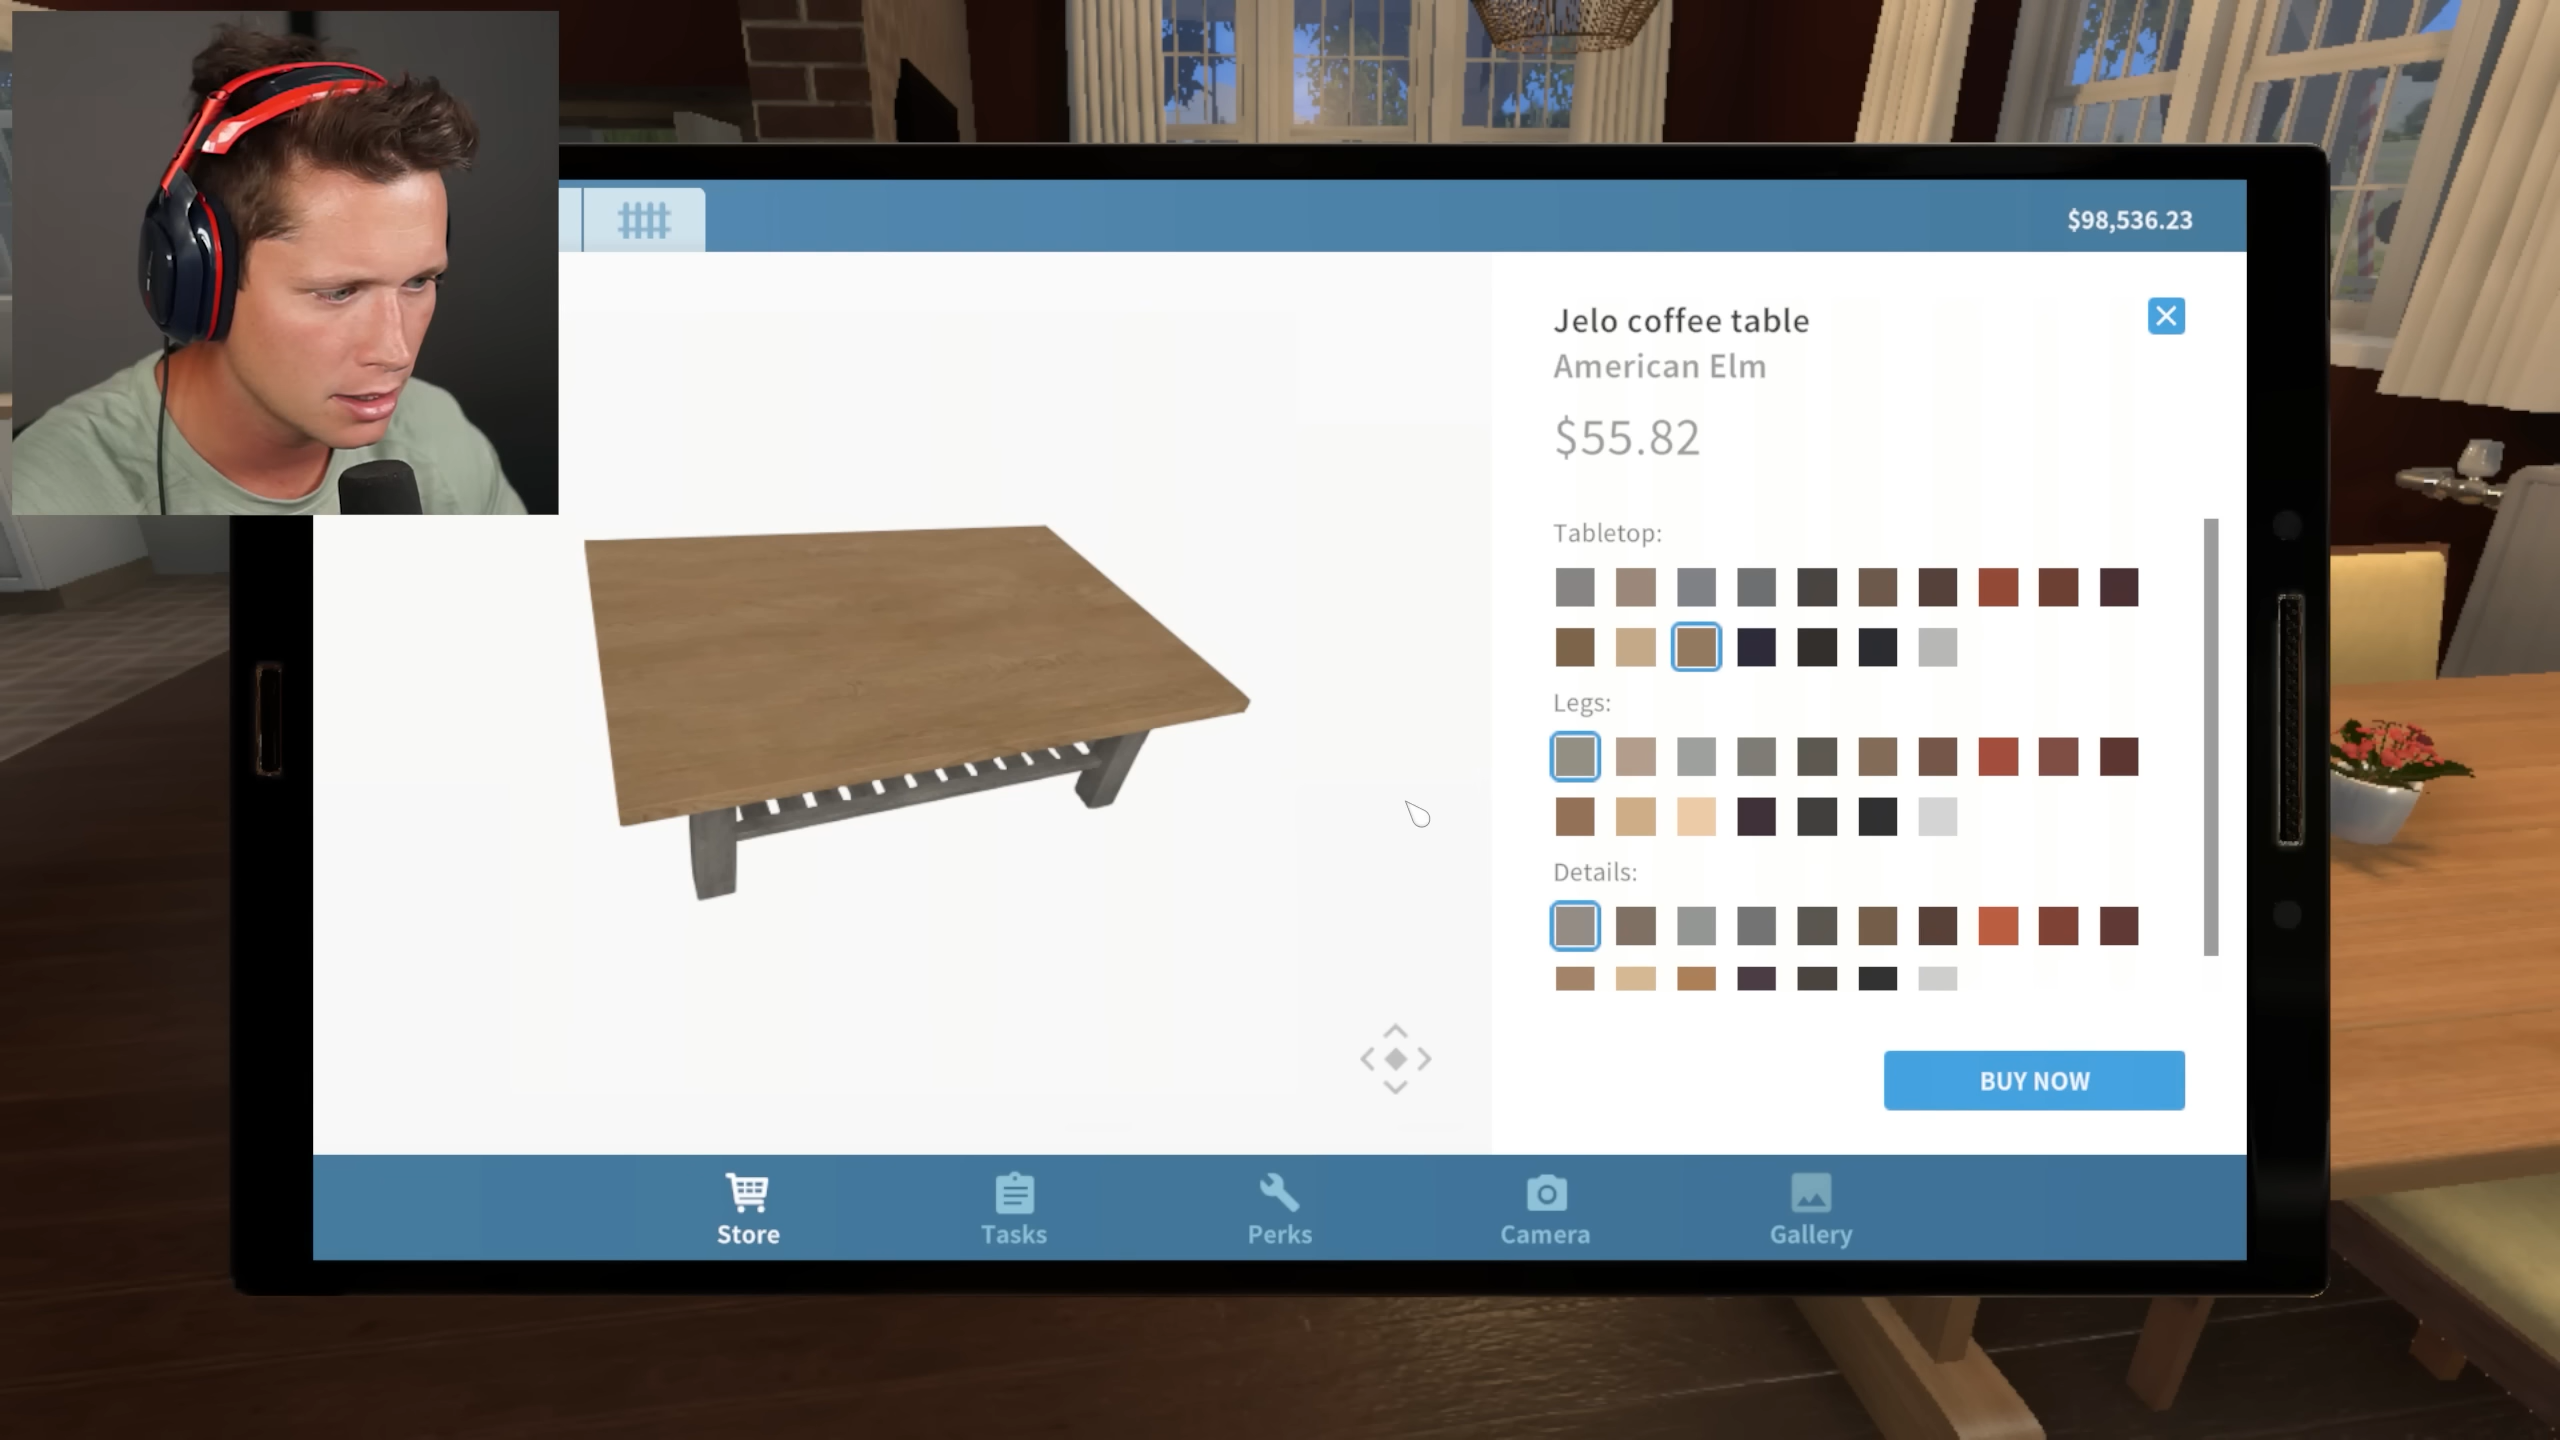 $98,536.23
Jelo coffee table
American Elm
$55.82
Tabletop:
Legs:
Details:
BUY NOW
Store
Tasks
Perks
Camera
Gallery